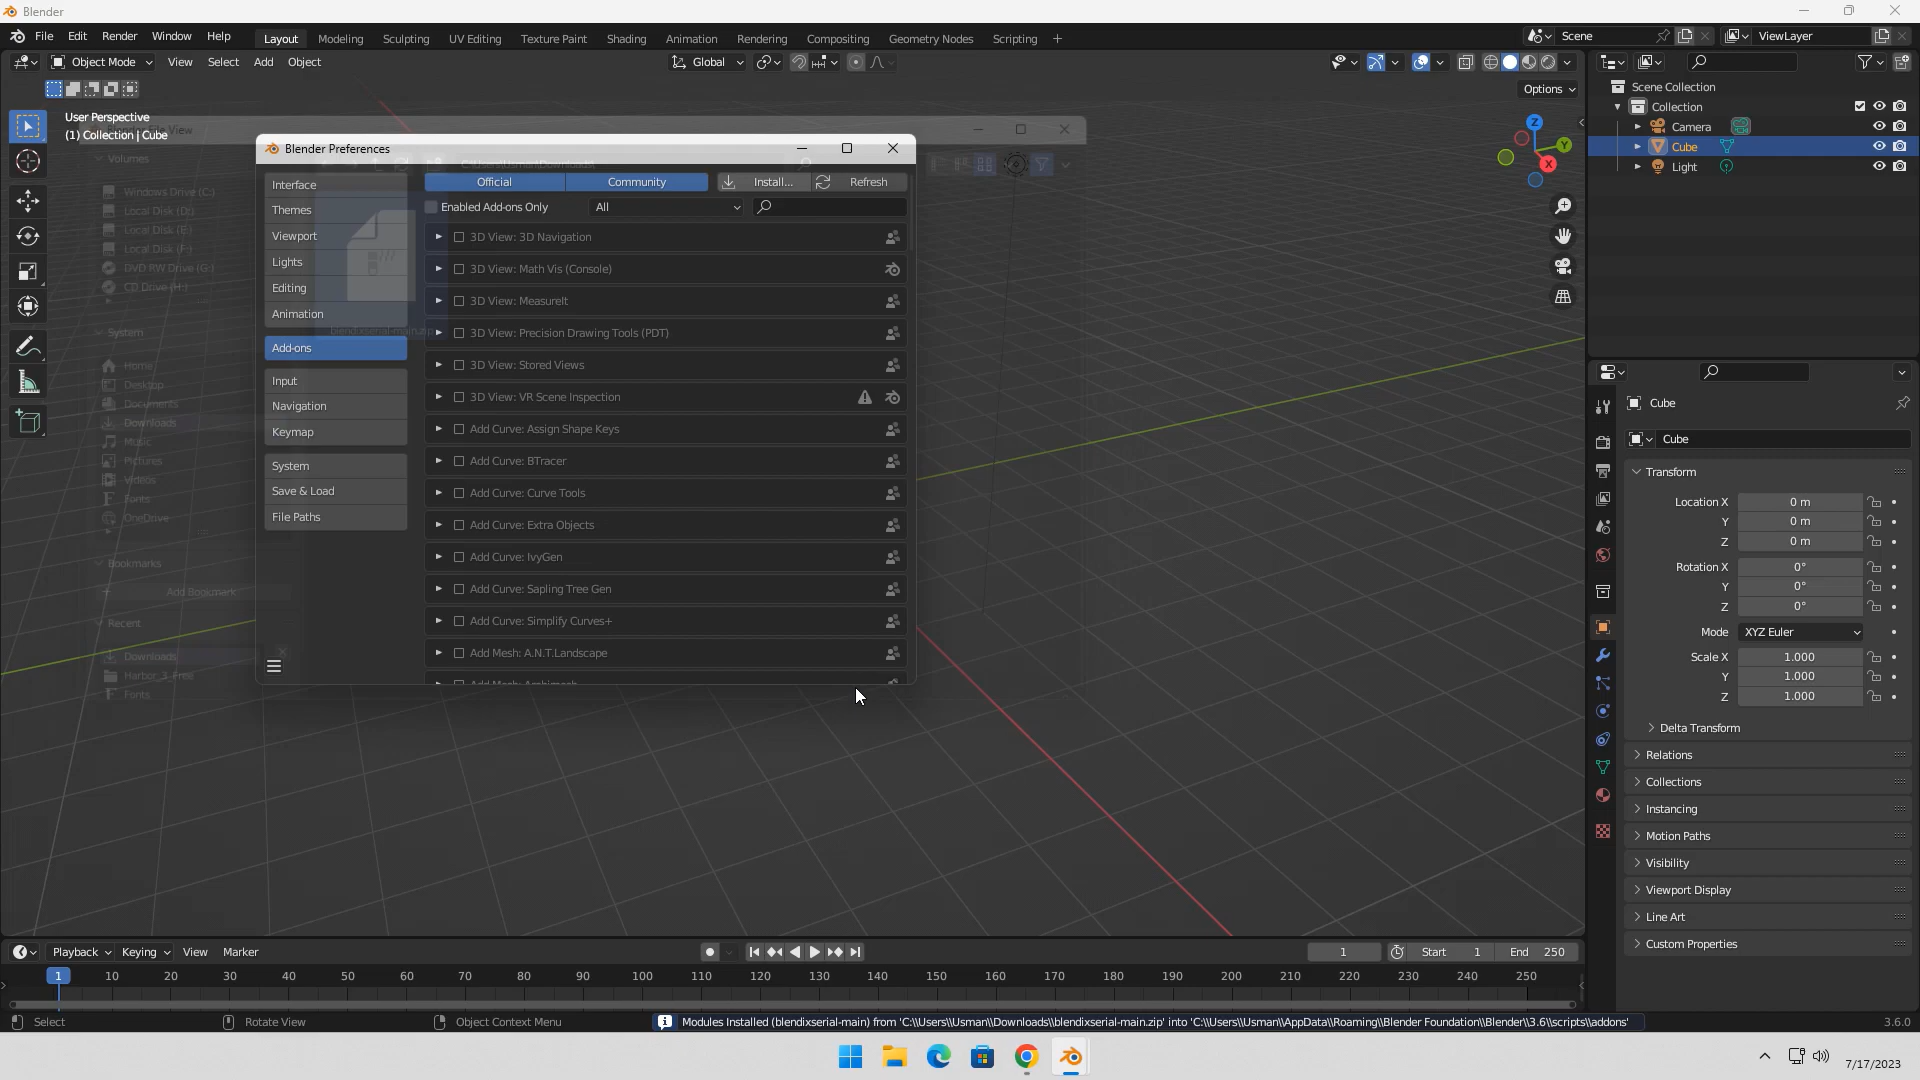 Blender
File Edit Render Window Help
Layout Modeling Sculpting UV Editing Texture Paint Shading Animation Rendering Compositing Geometry Nodes Scripting +
Scene
ViewLayer
Object Mode View Select Add Object
Global
Options
User Perspective
(1) Collection | Cube
Z
Y
X
Blender File View
C:\Users\Usman\Downloads\
Volumes
Windows Drive (C:)
Local Disk (D:)
Local Disk (E:)
Local Disk (F:)
DVD RW Drive (G:)
CD Drive (H:)
System
Home
Desktop
Documents
Downloads
Music
Pictures
Videos
Fonts
OneDrive
Bookmarks
Add Bookmark
Recent
Downloads
Harbor_3_Free
Fonts
blendixserial-main.zip
Blender Preferences
Interface
Themes
Viewport
Lights
Editing
Animation
Add-ons
Input
Navigation
Keymap
System
Save & Load
File Paths
Official Community Install... Refresh
Enabled Add-ons Only All
3D View: 3D Navigation
3D View: Math Vis (Console)
3D View: MeasureIt
3D View: Precision Drawing Tools (PDT)
3D View: Stored Views
3D View: VR Scene Inspection
Add Curve: Assign Shape Keys
Add Curve: BTracer
Add Curve: Curve Tools
Add Curve: Extra Objects
Add Curve: IvyGen
Add Curve: Sapling Tree Gen
Add Curve: Simplify Curves+
Add Mesh: A.N.T.Landscape
Add Mesh: Archimesh
Scene Collection
Collection
Camera
Cube
Light
Cube
Cube
Transform
Location X 0 m
Y 0 m
Z 0 m
Rotation X 0°
Y 0°
Z 0°
Mode XYZ Euler
Scale X 1.000
Y 1.000
Z 1.000
Delta Transform
Relations
Collections
Instancing
Motion Paths
Visibility
Viewport Display
Line Art
Custom Properties
Playback Keying View Marker
1 Start 1 End 250
1 10 20 30 40 50 60 70 80 90 100 110 120 130 140 150 160 170 180 190 200 210 220 230 240 250
Select Rotate View Object Context Menu
Modules Installed (blendixserial-main) from 'C:\\Users\\Usman\\Downloads\\blendixserial-main.zip' into 'C:\\Users\\Usman\\AppData\\Roaming\\Blender Foundation\\Blender\\3.6\\scripts\\addons'
3.6.0
7/17/2023